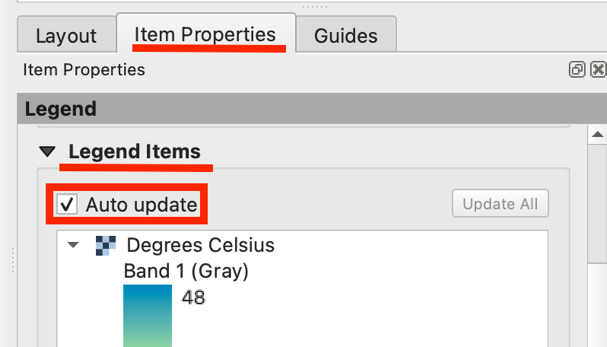 Layout Item Properties Guides
Item Properties
Legend
Legend Items
Auto update Update All
Degrees Celsius
Band 1 (Gray)
48